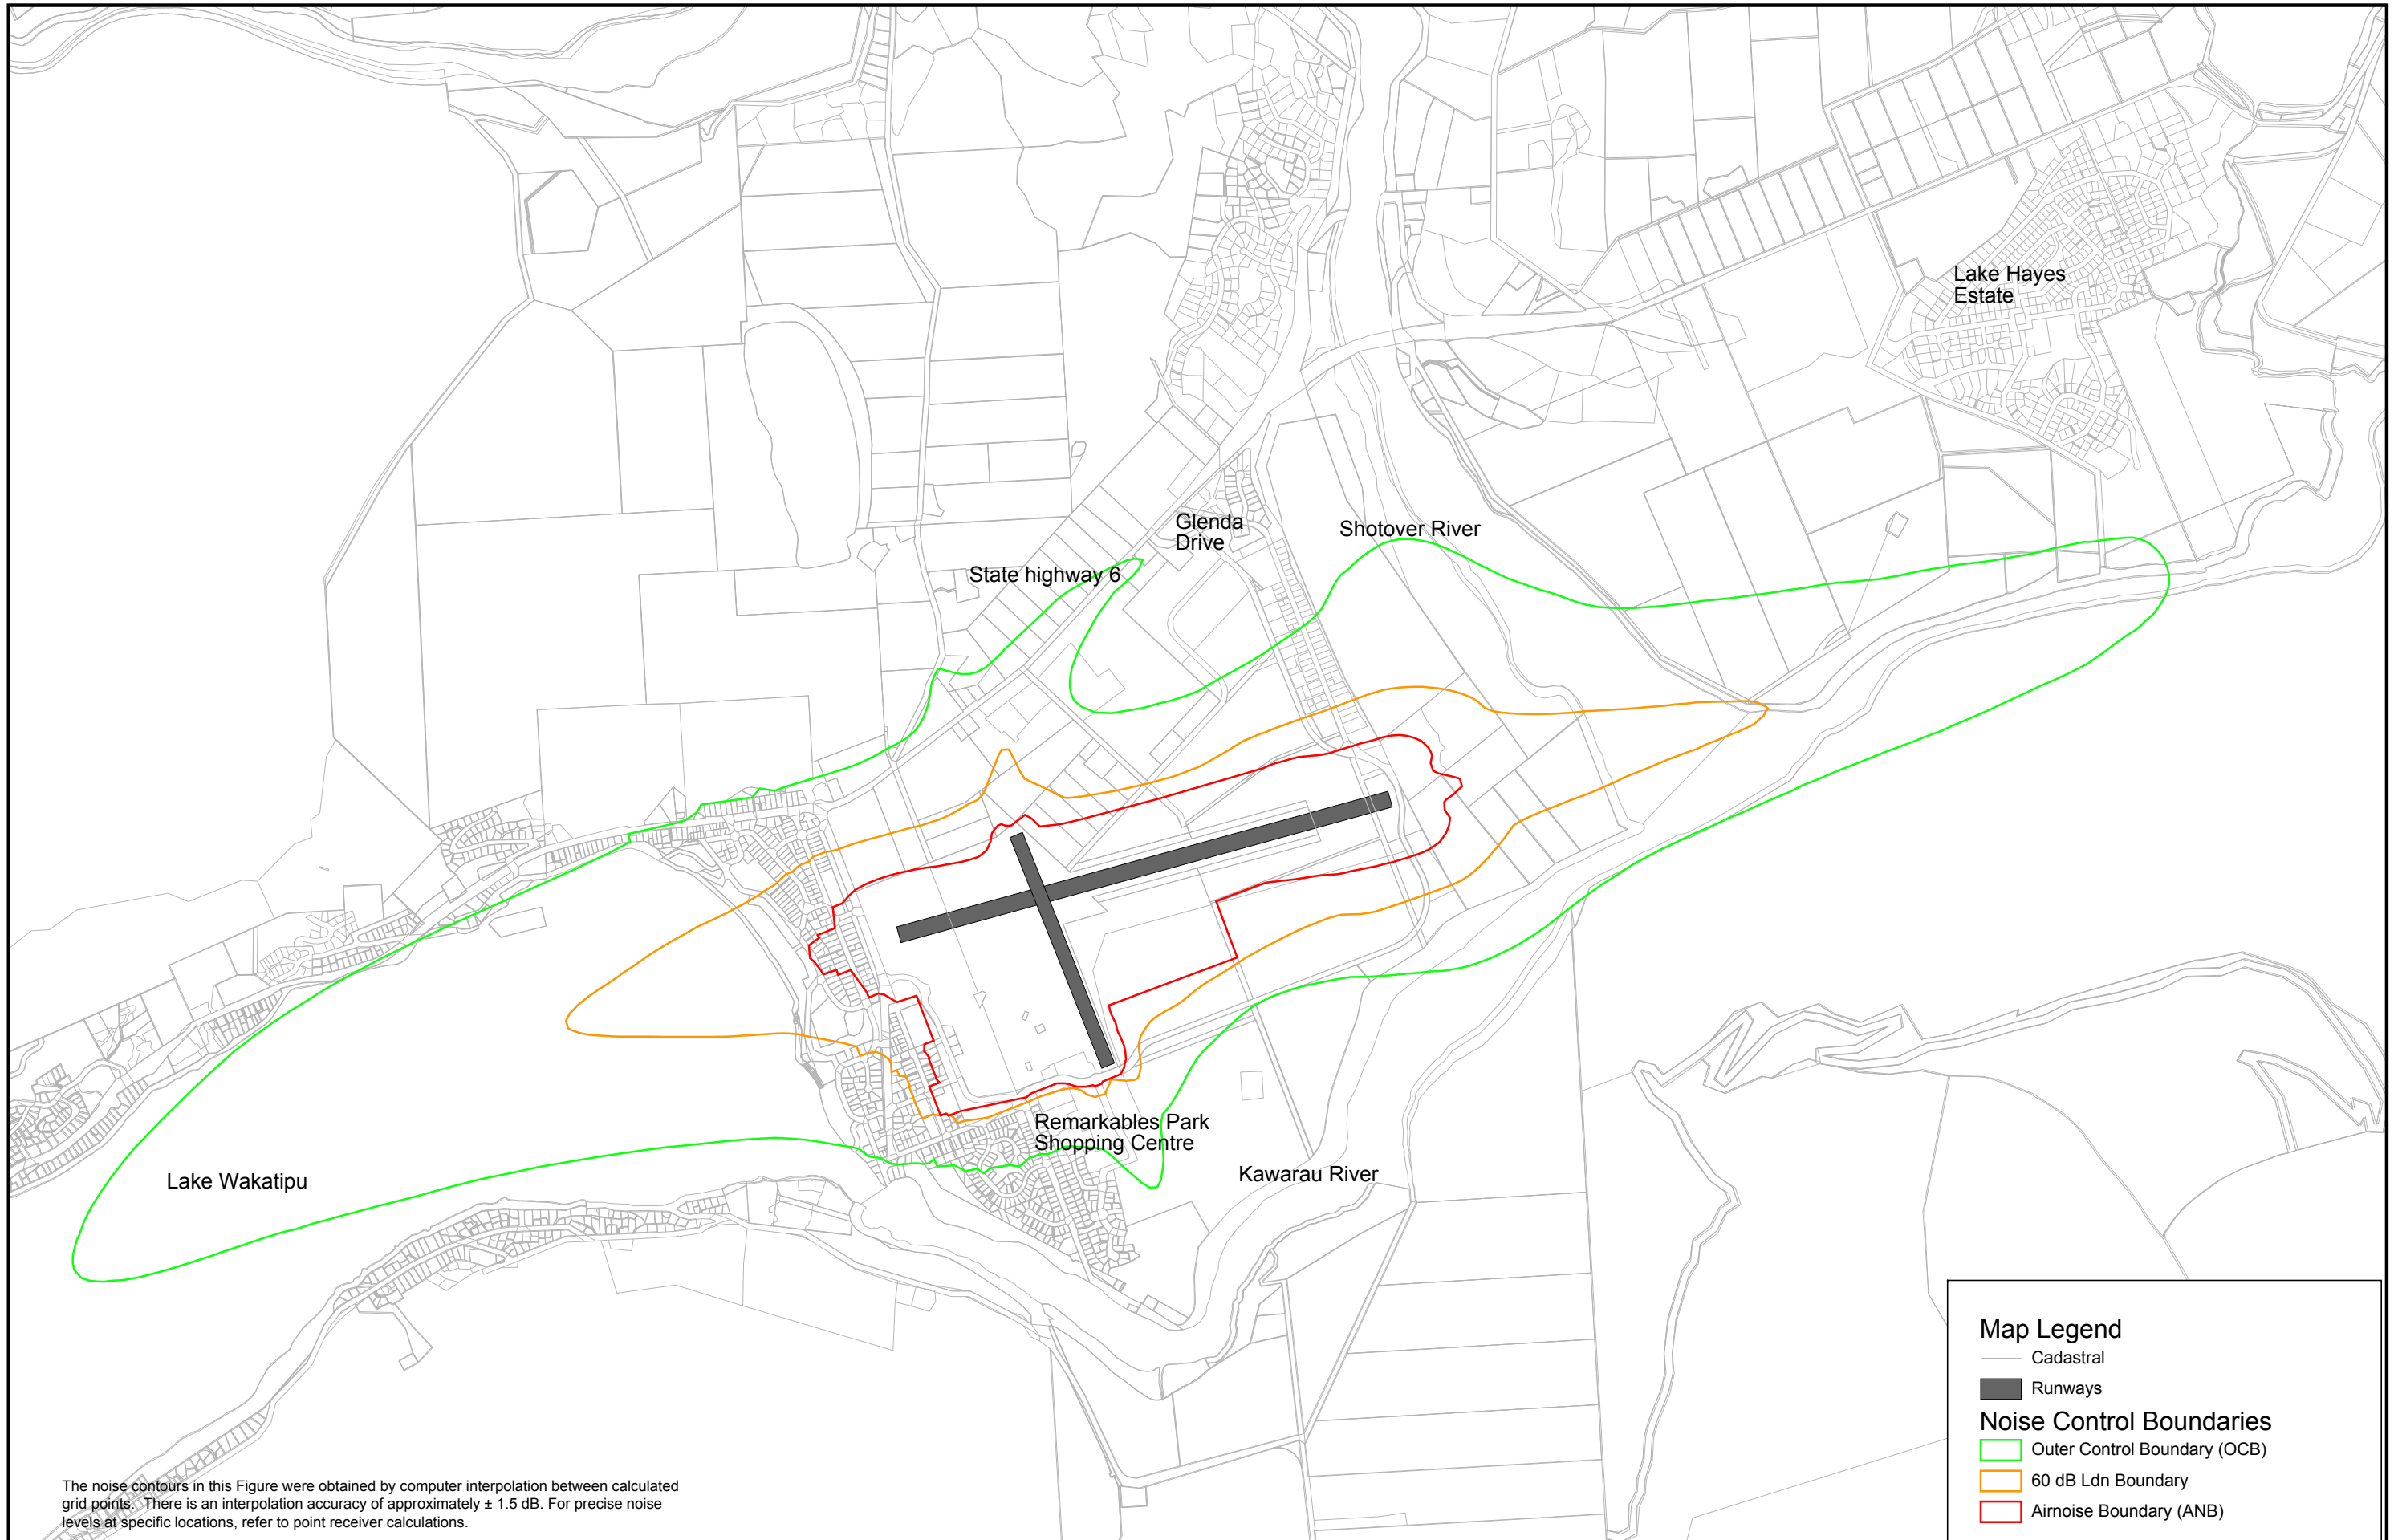 Lake Hayes
Estate
Glenda
Drive
Shotover River
State highway 6
Remarkables Park
Shopping Centre
Kawarau River
Lake Wakatipu
Map Legend
Cadastral
Runways
Noise Control Boundaries
Outer Control Boundary (OCB)
60 dB Ldn Boundary
Airnoise Boundary (ANB)
The noise contours in this Figure were obtained by computer interpolation between calculated
grid points. There is an interpolation accuracy of approximately ± 1.5 dB. For precise noise
levels at specific locations, refer to point receiver calculations.